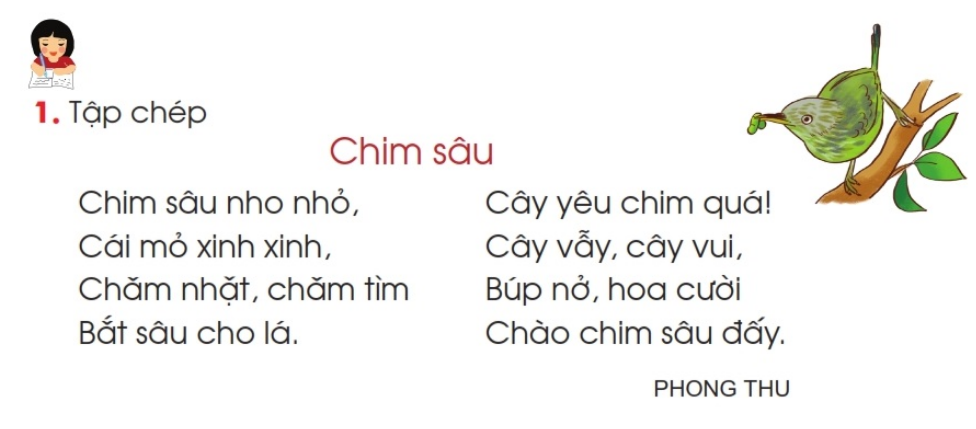 1. Tập chép
Chim sâu
Chim sâu nho nhỏ,
Cái mỏ xinh xinh,
Chăm nhặt, chăm tìm
Bắt sâu cho lá.
Cây yêu chim quá!
Cây vẫy, cây vui,
Búp nở, hoa cười
Chào chim sâu đấy.
PHONG THU